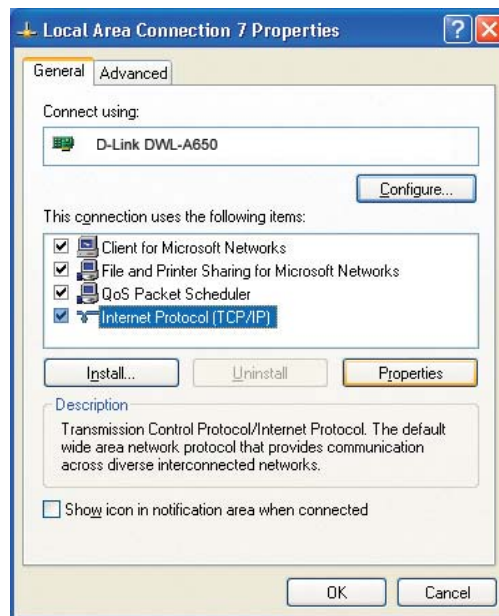 Local Area Connection 7 Properties
General
Advanced
Connect using:
D-Link DWL-A650
Configure...
This connection uses the following items:
Client for Microsoft Networks
File and Printer Sharing for Microsoft Networks
QoS Packet Scheduler
Internet Protocol (TCP/IP)
Install...
Uninstall
Properties
Description
Transmission Control Protocol/Internet Protocol. The default
wide area network protocol that provides communication
across diverse interconnected networks.
Show icon in notification area when connected
OK
Cancel